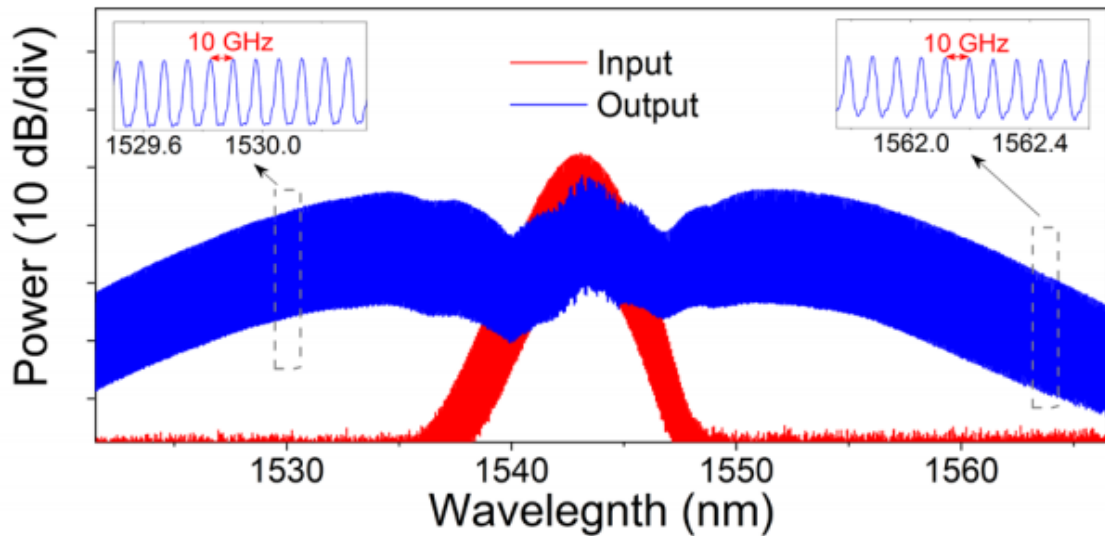 10 GHz
1529.6 1530.0
Input
Output
10 GHz
1562.0 1562.4
Power (10 dB/div)
1530 1540 1550 1560
Wavelegnth (nm)